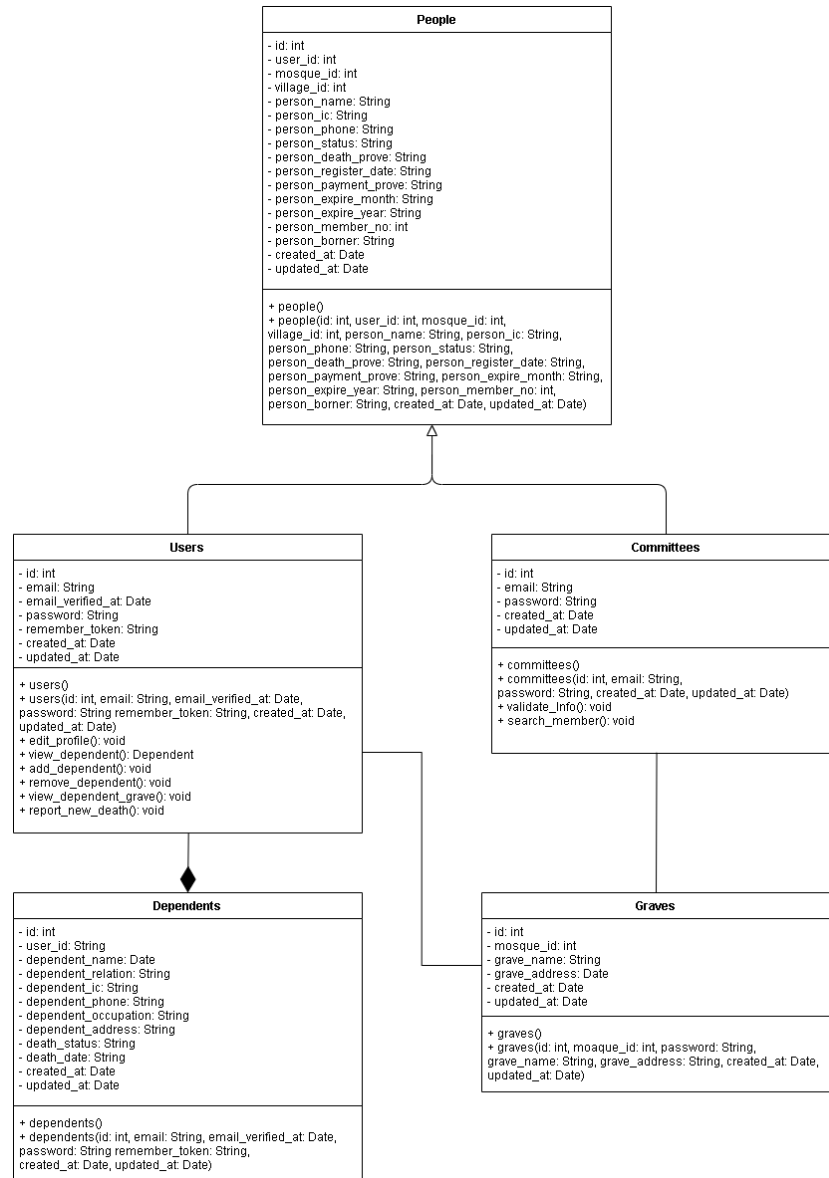 People
- id: int
- user_id: int
- mosque_id: int
- village_id: int
- person_name: String
- person_ic: String
- person_phone: String
- person_status: String
- person_death_prove: String
- person_register_date: String
- person_payment_prove: String
- person_expire_month: String
- person_expire_year: String
- person_member_no: int
- person_borner: String
- created_at: Date
- updated_at: Date
+ people()
+ people(id: int, user_id: int, mosque_id: int,
village_id: int, person_name: String, person_ic: String,
person_phone: String, person_status: String,
person_death_prove: String, person_register_date: String,
person_payment_prove: String, person_expire_month: String,
person_expire_year: String, person_member_no: int,
person_borner: String, created_at: Date, updated_at: Date)
Users
- id: int
- email: String
- email_verified_at: Date
- password: String
- remember_token: String
- created_at: Date
- updated_at: Date
+ users()
+ users(id: int, email: String, email_verified_at: Date,
password: String remember_token: String, created_at: Date,
updated_at: Date)
+ edit_profile(): void
+ view_dependent(): Dependent
+ add_dependent(): void
+ remove_dependent(): void
+ view_dependent_grave(): void
+ report_new_death(): void
Committees
- id: int
- email: String
- password: String
- created_at: Date
- updated_at: Date
+ committees()
+ committees(id: int, email: String,
password: String, created_at: Date, updated_at: Date)
+ validate_Info(): void
+ search_member(): void
Dependents
- id: int
- user_id: String
- dependent_name: Date
- dependent_relation: String
- dependent_ic: String
- dependent_phone: String
- dependent_occupation: String
- dependent_address: String
- death_status: String
- death_date: String
- created_at: Date
- updated_at: Date
+ dependents()
+ dependents(id: int, email: String, email_verified_at: Date,
password: String remember_token: String,
created_at: Date, updated_at: Date)
Graves
- id: int
- mosque_id: int
- grave_name: String
- grave_address: Date
- created_at: Date
- updated_at: Date
+ graves()
+ graves(id: int, moaque_id: int, password: String,
grave_name: String, grave_address: String, created_at: Date,
updated_at: Date)